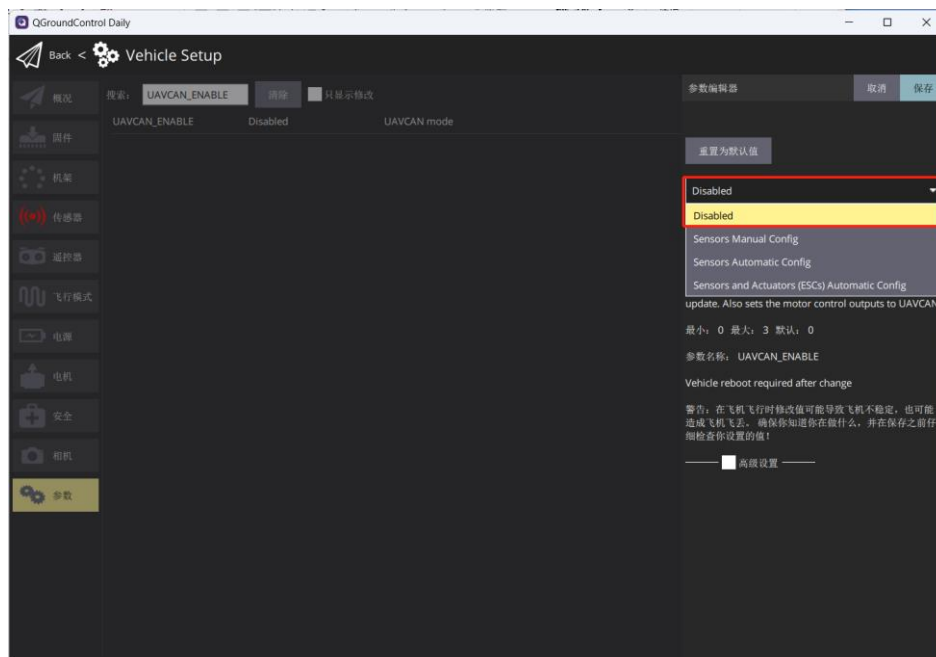 QGroundControl Daily
Back < Vehicle Setup
概况
固件
机架
传感器
遥控器
飞行模式
电源
电机
安全
相机
参数
搜索: UAVCAN_ENABLE 清除 只显示修改
UAVCAN_ENABLE Disabled UAVCAN mode
参数编辑器 取消 保存
重置为默认值
Disabled
Disabled
Sensors Manual Config
Sensors Automatic Config
Sensors and Actuators (ESCs) Automatic Config
update. Also sets the motor control outputs to UAVCAN
最小: 0 最大: 3 默认: 0
参数名称: UAVCAN_ENABLE
Vehicle reboot required after change
警告: 在飞机飞行时修改值可能导致飞机不稳定, 也可能
造成飞机飞丢。 确保你知道你在做什么, 并在保存之前仔
细检查你设置的值!
高级设置